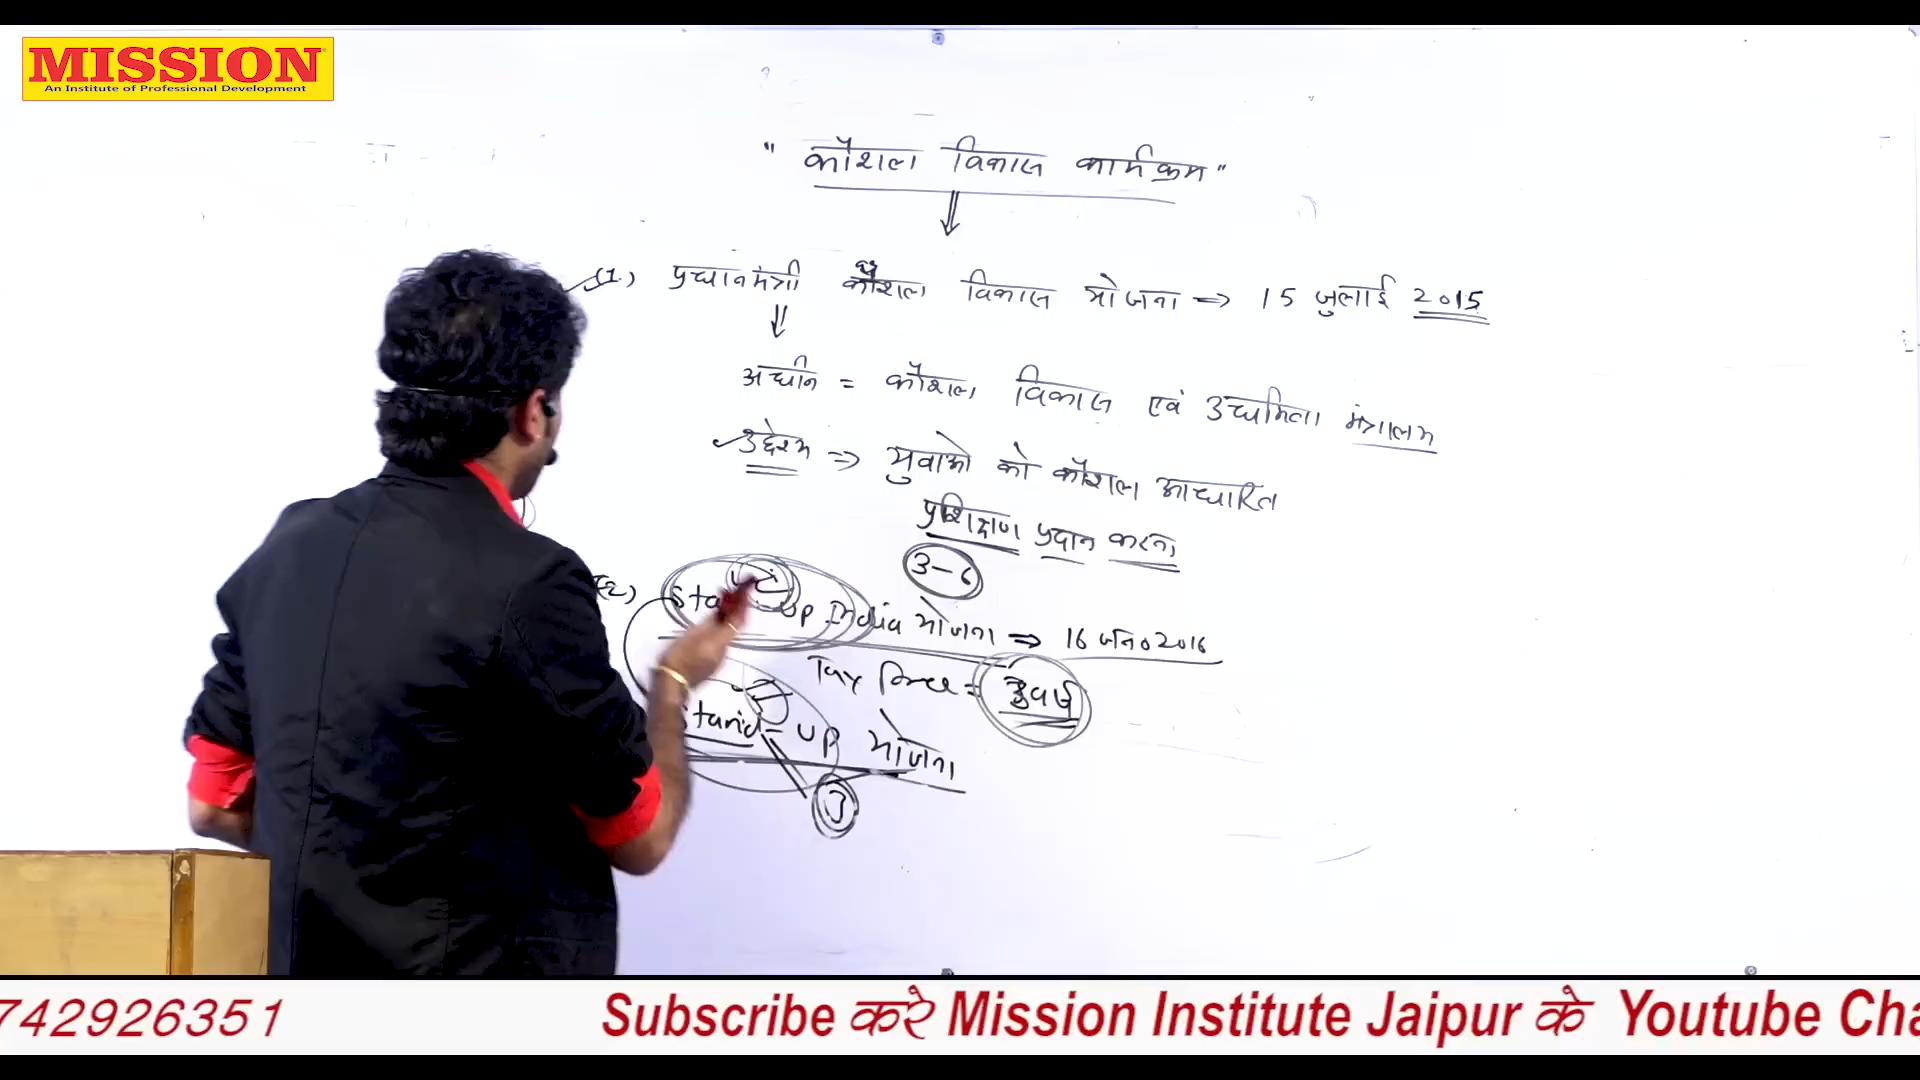 MISSION
An Institute of Professional Development
" कौशल विकास कार्यक्रम "
(1.) प्रधानमंत्री कौशल विकास योजना => 15 जुलाई 2015
अधीन = कौशल विकास एवं उद्यमिता मंत्रालय
उद्देश्य => युवाओ को कौशल आधारित
प्रशिक्षण प्रदान करना
3-6
(2) Sta up India योजना => 16 जन० 2016
Tax free = 3 वर्ष
Stand-up योजना
3
742926351 Subscribe करे Mission Institute Jaipur के Youtube Cha